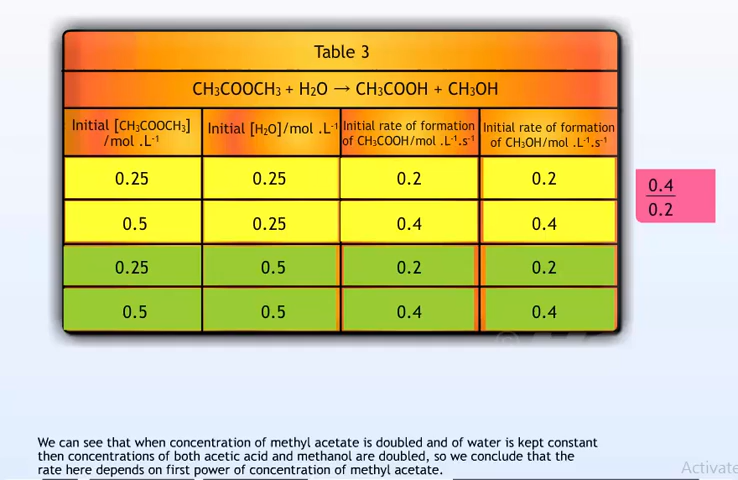 Table 3
CH3COOCH3 + H2O → CH3COOH + CH3OH
Initial [CH3COOCH3] /mol .L-1 Initial [H2O]/mol .L-1 Initial rate of formation of CH3COOH/mol .L-1.s-1 Initial rate of formation of CH3OH/mol .L-1.s-1
0.25 0.25 0.2 0.2
0.5 0.25 0.4 0.4
0.25 0.5 0.2 0.2
0.5 0.5 0.4 0.4
0.4
0.2
We can see that when concentration of methyl acetate is doubled and of water is kept constant
then concentrations of both acetic acid and methanol are doubled, so we conclude that the
rate here depends on first power of concentration of methyl acetate.
Activate